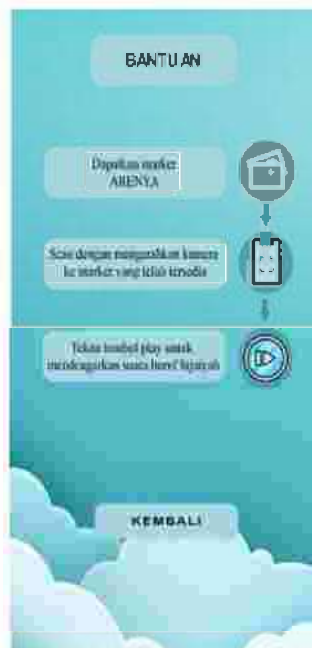 BANTUAN
Dapatkan marker
ARENYA
Scan dengan mengarahkan kamera
ke marker yang telah tersedia
Tekan tombol play untuk
mendengarkan suara huruf hijaiyah
KEMBALI